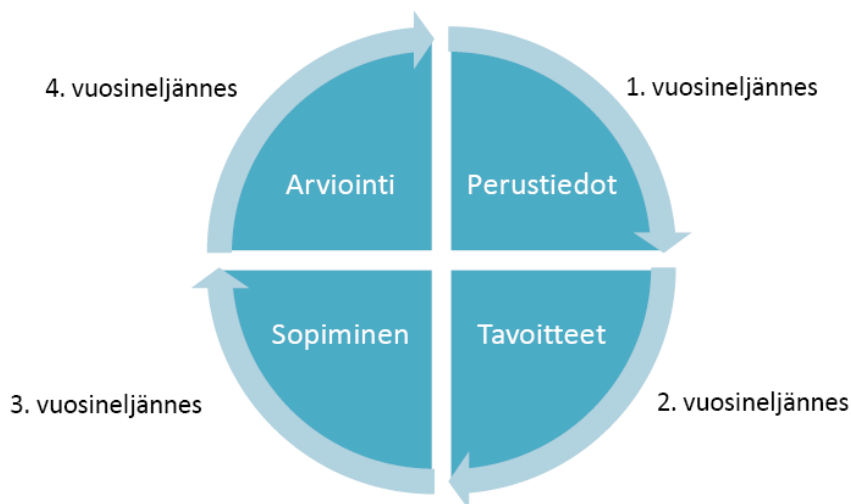 4. vuosineljännes
1. vuosineljännes
Arviointi
Perustiedot
Sopiminen
Tavoitteet
3. vuosineljännes
2. vuosineljännes